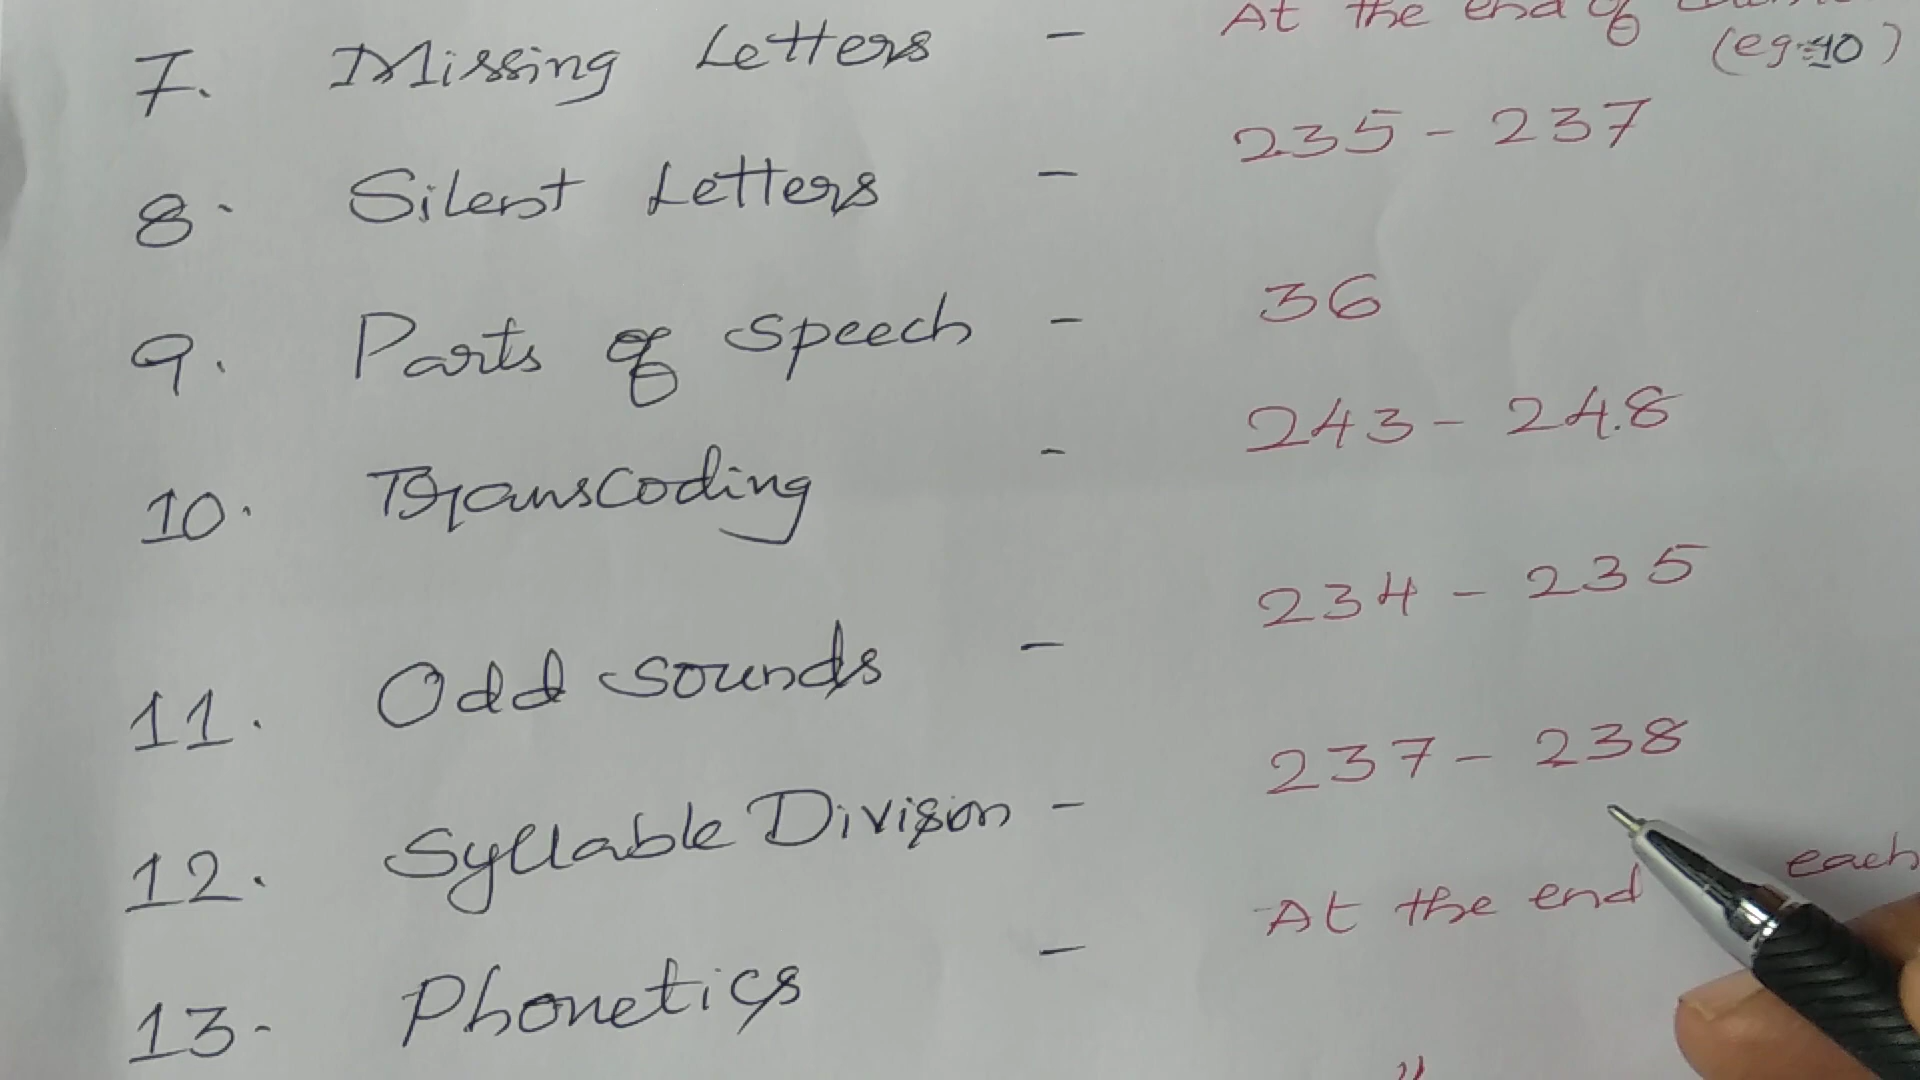 7. Missing Letters - At the end of
(eg:-10)
8. Silent Letters - 235 - 237
9. Parts of speech - 36
10. Transcoding - 243 - 248
11. Odd sounds - 234 - 235
12. Syllable Division - 237 - 238
13. Phonetics - At the end each
"